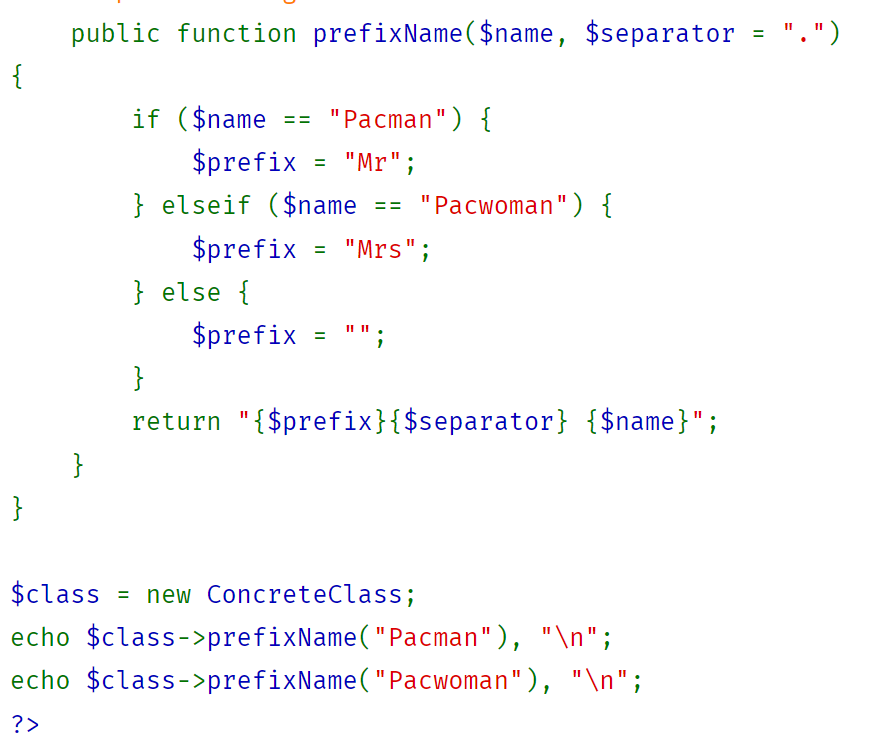 public function prefixName($name, $separator = ".")
{
        if ($name == "Pacman") {
            $prefix = "Mr";
        } elseif ($name == "Pacwoman") {
            $prefix = "Mrs";
        } else {
            $prefix = "";
        }
        return "{$prefix}{$separator} {$name}";
    }
}

$class = new ConcreteClass;
echo $class->prefixName("Pacman"), "\n";
echo $class->prefixName("Pacwoman"), "\n";
?>